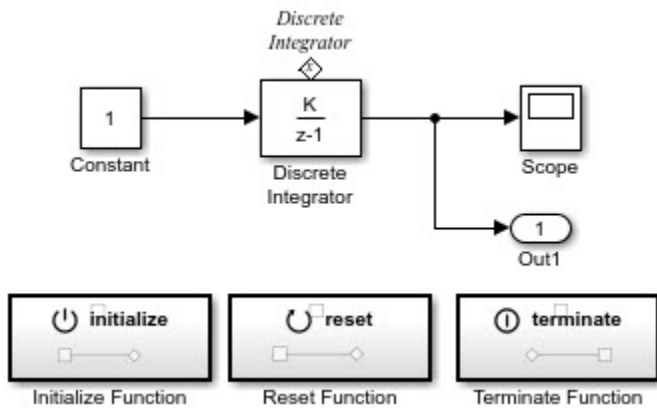 Discrete
Integrator
x
1
Constant
K
z-1
Discrete
Integrator
Scope
1
Out1
initialize
Initialize Function
reset
Reset Function
terminate
Terminate Function